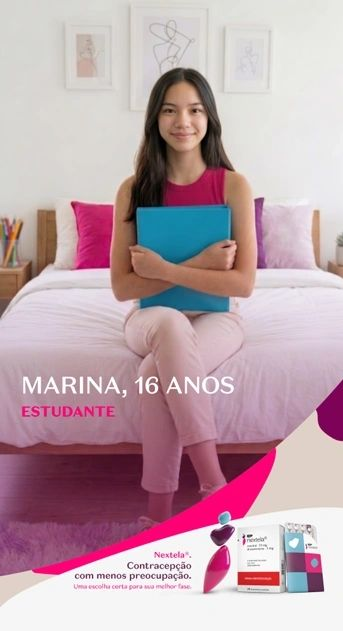 MARINA, 16 ANOS
ESTUDANTE
Nextela®.
Contracepção
com menos preocupação.
Uma escolha certa para sua melhor fase.
nextela®